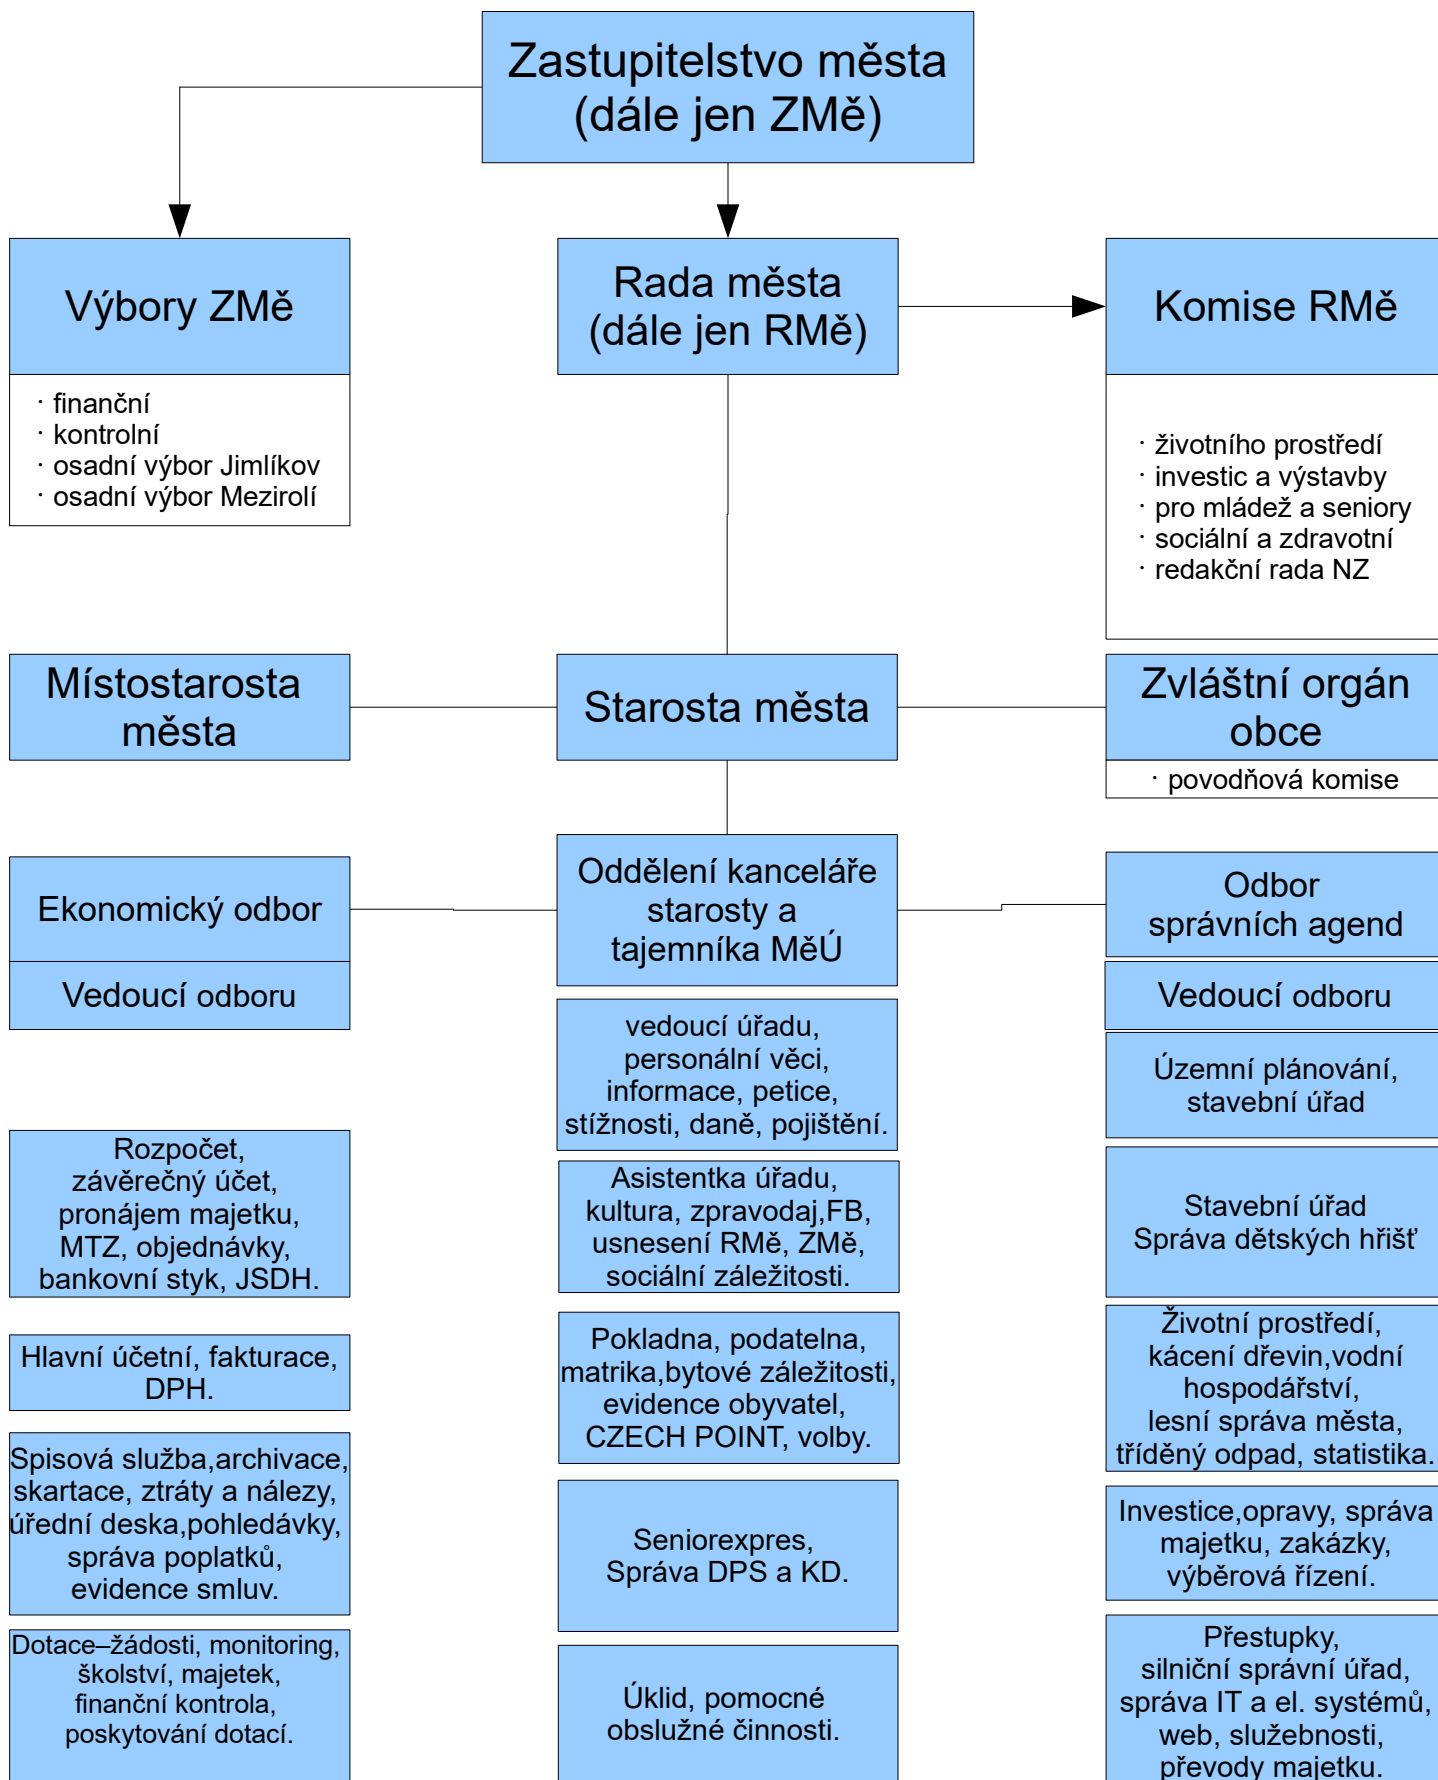 Zastupitelstvo města
(dále jen ZMě)
Výbory ZMě
· finanční
· kontrolní
· osadní výbor Jimlíkov
· osadní výbor Mezirolí
Rada města
(dále jen RMě)
Komise RMě
· životního prostředí
· investic a výstavby
· pro mládež a seniory
· sociální a zdravotní
· redakční rada NZ
Místostarosta
města
Starosta města
Zvláštní orgán
obce
· povodňová komise
Ekonomický odbor
Vedoucí odboru
Rozpočet,
závěrečný účet,
pronájem majetku,
MTZ, objednávky,
bankovní styk, JSDH.
Hlavní účetní, fakturace,
DPH.
Spisová služba,archivace,
skartace, ztráty a nálezy,
úřední deska,pohledávky,
správa poplatků,
evidence smluv.
Dotace–žádosti, monitoring,
školství, majetek,
finanční kontrola,
poskytování dotací.
Oddělení kanceláře
starosty a
tajemníka MěÚ
vedoucí úřadu,
personální věci,
informace, petice,
stížnosti, daně, pojištění.
Asistentka úřadu,
kultura, zpravodaj,FB,
usnesení RMě, ZMě,
sociální záležitosti.
Pokladna, podatelna,
matrika,bytové záležitosti,
evidence obyvatel,
CZECH POINT, volby.
Seniorexpres,
Správa DPS a KD.
Úklid, pomocné
obslužné činnosti.
Odbor
správních agend
Vedoucí odboru
Územní plánování,
stavební úřad
Stavební úřad
Správa dětských hřišť
Životní prostředí,
kácení dřevin,vodní
hospodářství,
lesní správa města,
tříděný odpad, statistika.
Investice,opravy, správa
majetku, zakázky,
výběrová řízení.
Přestupky,
silniční správní úřad,
správa IT a el. systémů,
web, služebnosti,
převody majetku.